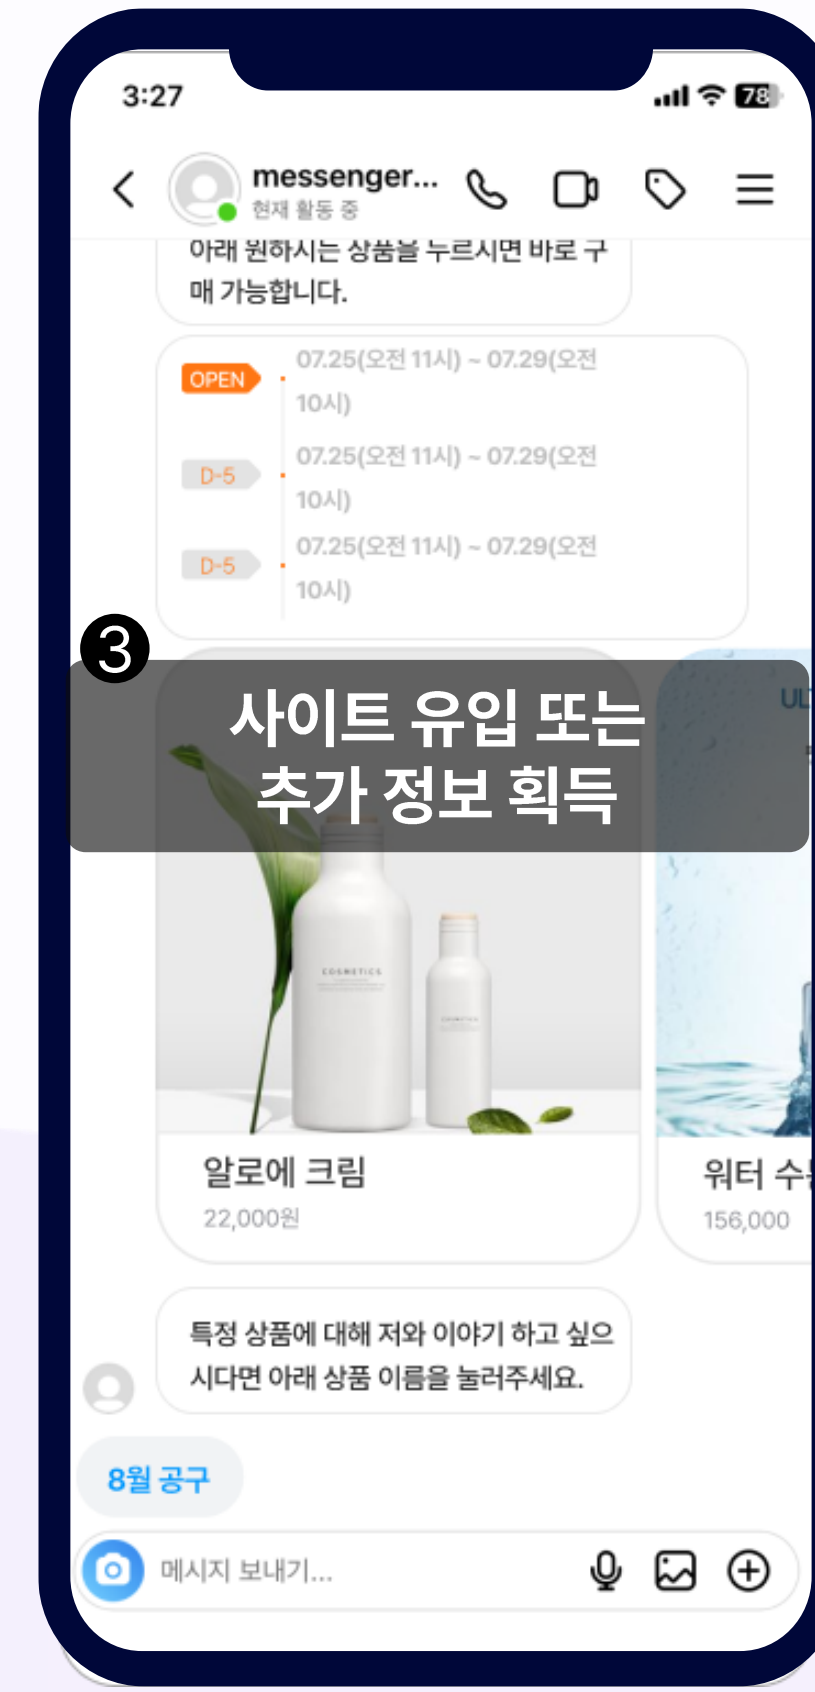 3:27
78
messenger...
현재 활동 중
아래 원하시는 상품을 누르시면 바로 구
매 가능합니다.
OPEN
07.25(오전 11시) ~ 07.29(오전
10시)
D-5
07.25(오전 11시) ~ 07.29(오전
10시)
D-5
07.25(오전 11시) ~ 07.29(오전
10시)
3
사이트 유입 또는
추가 정보 획득
UL
COSMETICS
COSMETICS
알로에 크림
22,000원
워터 수
156,000
특정 상품에 대해 저와 이야기 하고 싶으
시다면 아래 상품 이름을 눌러주세요.
8월 공구
메시지 보내기...